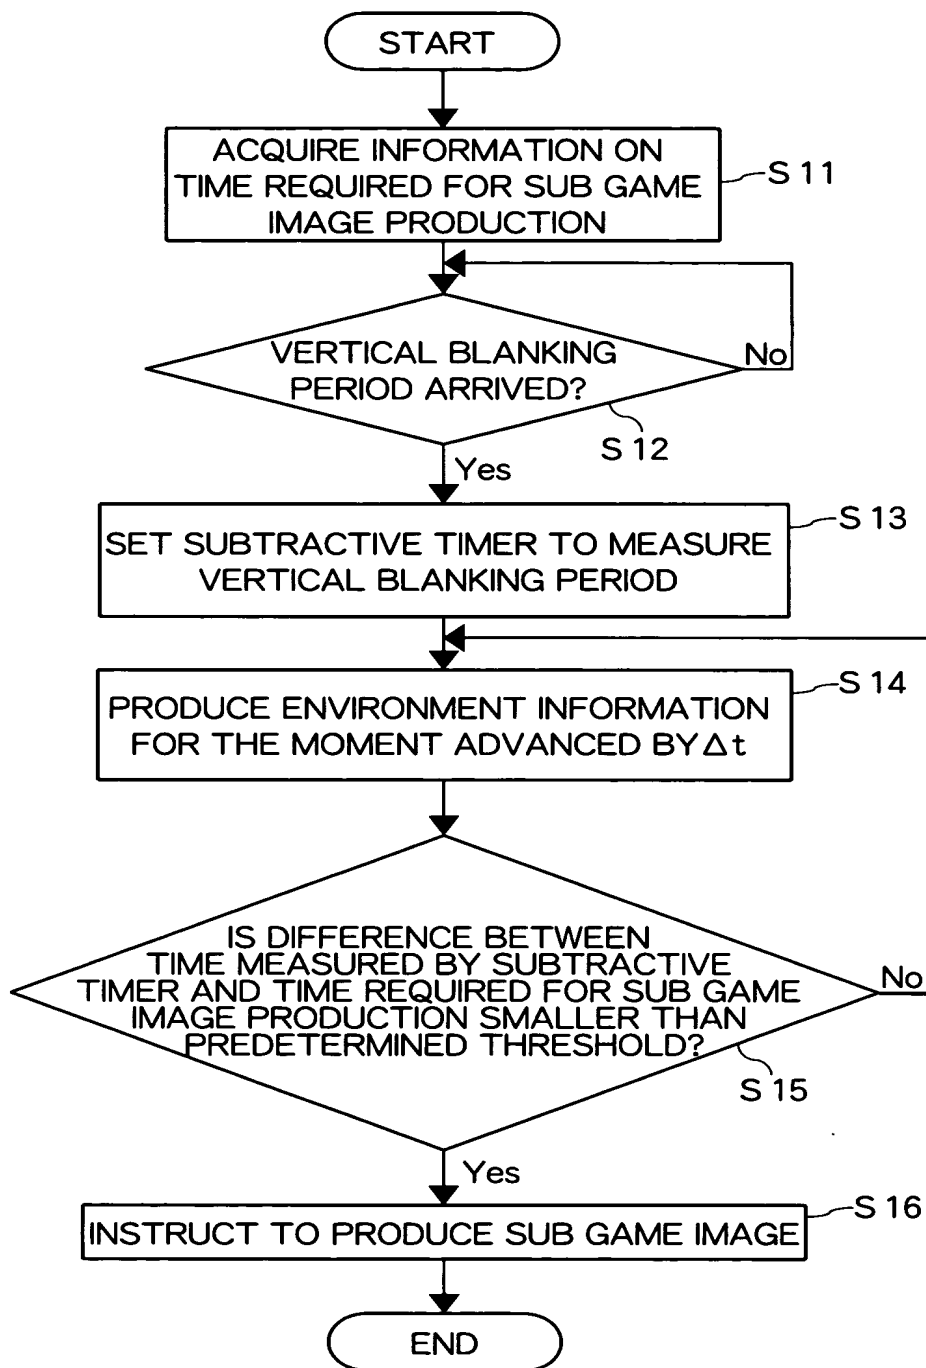 START
ACQUIRE INFORMATION ON
TIME REQUIRED FOR SUB GAME
IMAGE PRODUCTION
S 11
VERTICAL BLANKING
PERIOD ARRIVED?
No
S 12
Yes
SET SUBTRACTIVE TIMER TO MEASURE
VERTICAL BLANKING PERIOD
S 13
PRODUCE ENVIRONMENT INFORMATION
FOR THE MOMENT ADVANCED BY Δt
S 14
IS DIFFERENCE BETWEEN
TIME MEASURED BY SUBTRACTIVE
TIMER AND TIME REQUIRED FOR SUB GAME
IMAGE PRODUCTION SMALLER THAN
PREDETERMINED THRESHOLD?
No
S 15
Yes
INSTRUCT TO PRODUCE SUB GAME IMAGE
S 16
END